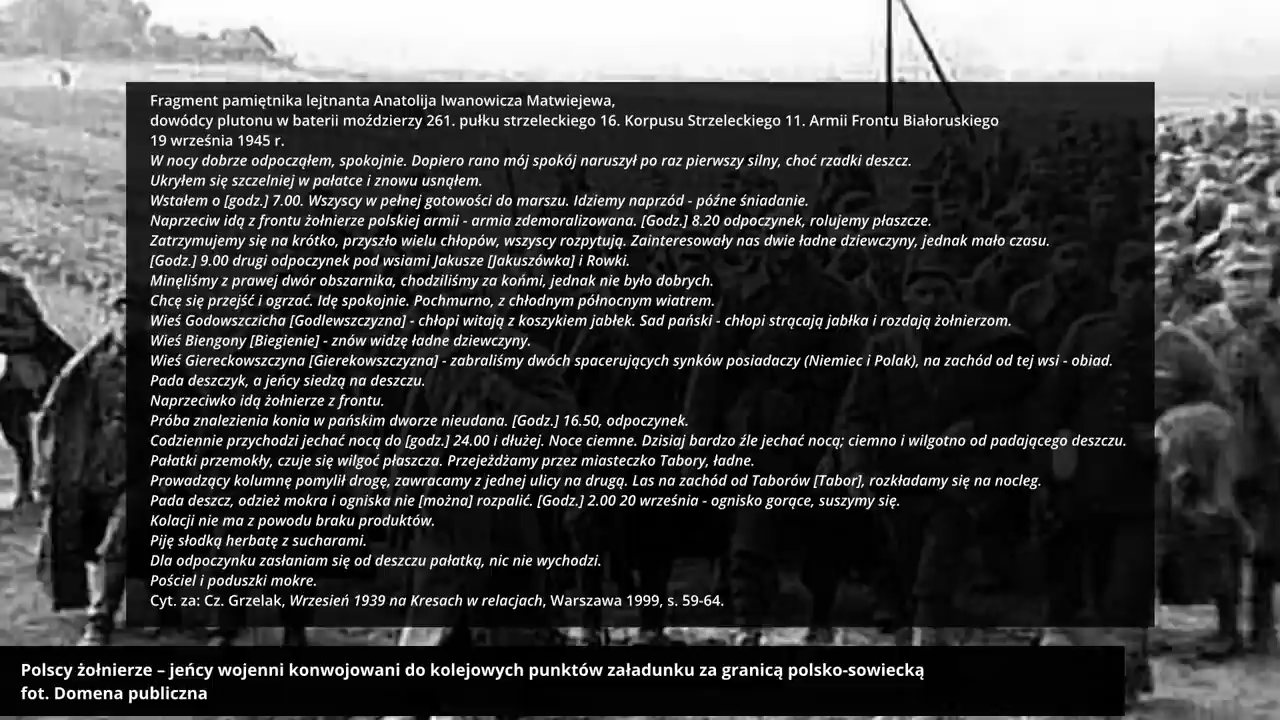 Fragment pamiętnika lejtnanta Anatolija Iwanowicza Matwiejewa,
dowódcy plutonu w baterii moździerzy 261. pułku strzeleckiego 16. Korpusu Strzeleckiego 11. Armii Frontu Białoruskiego
19 września 1945 r.
W nocy dobrze odpocząłem, spokojnie. Dopiero rano mój spokój naruszył po raz pierwszy silny, choć rzadki deszcz.
Ukryłem się szczelniej w pałatce i znowu usnąłem.
Wstałem o [godz.] 7.00. Wszyscy w pełnej gotowości do marszu. Idziemy naprzód - późne śniadanie.
Naprzeciw idą z frontu żołnierze polskiej armii - armia zdemoralizowana. [Godz.] 8.20 odpoczynek, rolujemy płaszcze.
Zatrzymujemy się na krótko, przyszło wielu chłopów, wszyscy rozpytują. Zainteresowały nas dwie ładne dziewczyny, jednak mało czasu.
[Godz.] 9.00 drugi odpoczynek pod wsiami Jakusze [Jakuszówka] i Rowki.
Minęliśmy z prawej dwór obszarnika, chodziliśmy za końmi, jednak nie było dobrych.
Chcę się przejść i ogrzać. Idę spokojnie. Pochmurno, z chłodnym północnym wiatrem.
Wieś Godowszczicha [Godlewszczyzna] - chłopi witają z koszykiem jabłek. Sad pański - chłopi strącają jabłka i rozdają żołnierzom.
Wieś Biengony [Biegienie] - znów widzę ładne dziewczyny.
Wieś Giereckowszczyna [Gierekowszczyzna] - zabraliśmy dwóch spacerujących synków posiadaczy (Niemiec i Polak), na zachód od tej wsi - obiad.
Pada deszczyk, a jeńcy siedzą na deszczu.
Naprzeciwko idą żołnierze z frontu.
Próba znalezienia konia w pańskim dworze nieudana. [Godz.] 16.50, odpoczynek.
Codziennie przychodzi jechać nocą do [godz.] 24.00 i dłużej. Noce ciemne. Dzisiaj bardzo źle jechać nocą; ciemno i wilgotno od padającego deszczu.
Pałatki przemokły, czuje się wilgoć płaszcza. Przejeżdżamy przez miasteczko Tabory, ładne.
Prowadzący kolumnę pomylił drogę, zawracamy z jednej ulicy na drugą. Las na zachód od Taborów [Tabor], rozkładamy się na nocleg.
Pada deszcz, odzież mokra i ogniska nie [można] rozpalić. [Godz.] 2.00 20 września - ognisko gorące, suszymy się.
Kolacji nie ma z powodu braku produktów.
Piję słodką herbatę z sucharami.
Dla odpoczynku zasłaniam się od deszczu pałatką, nic nie wychodzi.
Pościel i poduszki mokre.
Cyt. za: Cz. Grzelak, Wrzesień 1939 na Kresach w relacjach, Warszawa 1999, s. 59-64.
Polscy żołnierze – jeńcy wojenni konwojowani do kolejowych punktów załadunku za granicą polsko-sowiecką
fot. Domena publiczna